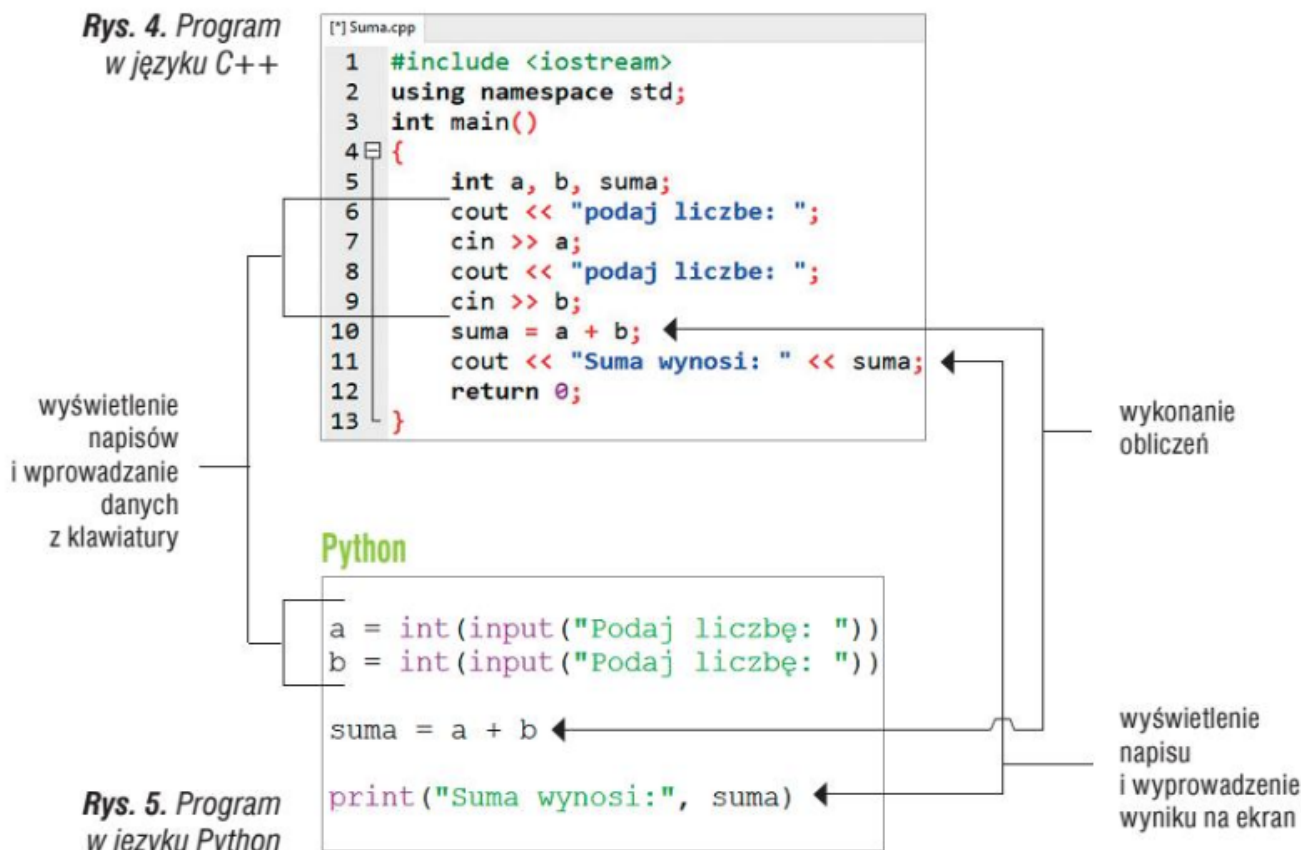 Rys. 4. Program
w języku C++
[*] Suma.cpp
1 #include <iostream>
2 using namespace std;
3 int main()
4 {
5 int a, b, suma;
6 cout << "podaj liczbe: ";
7 cin >> a;
8 cout << "podaj liczbe: ";
9 cin >> b;
10 suma = a + b;
11 cout << "Suma wynosi: " << suma;
12 return 0;
13 }
wyświetlenie
napisów
i wprowadzanie
danych
z klawiatury
wykonanie
obliczeń
Python
a = int(input("Podaj liczbę: "))
b = int(input("Podaj liczbę: "))
suma = a + b
print("Suma wynosi:", suma)
wyświetlenie
napisu
i wyprowadzenie
wyniku na ekran
Rys. 5. Program
w języku Python